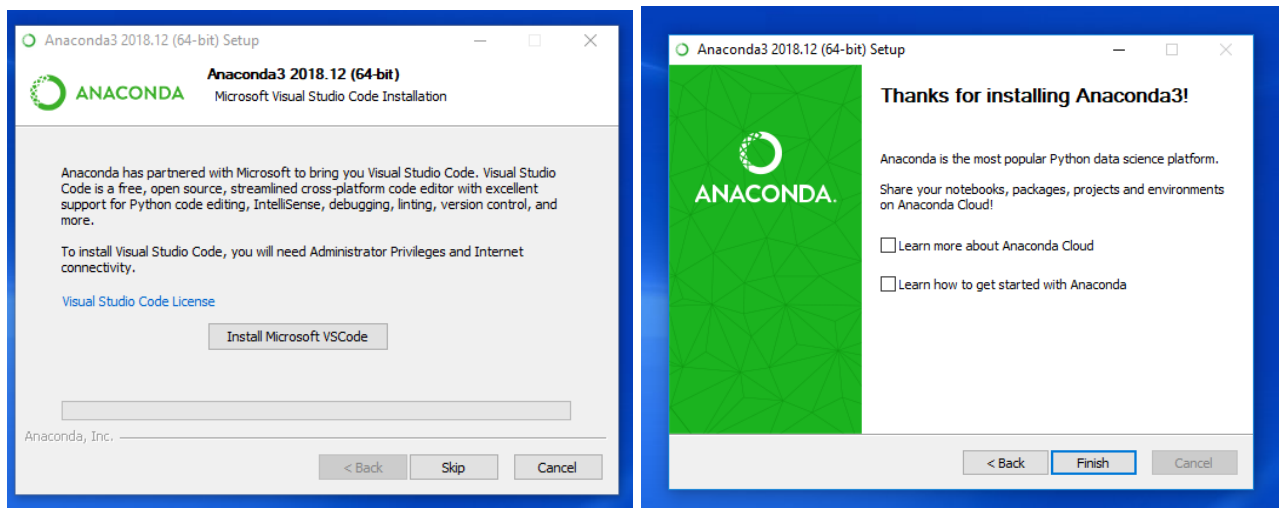 Anaconda3 2018.12 (64-bit) Setup
ANACONDA
Anaconda3 2018.12 (64-bit)
Microsoft Visual Studio Code Installation
Anaconda has partnered with Microsoft to bring you Visual Studio Code. Visual Studio
Code is a free, open source, streamlined cross-platform code editor with excellent
support for Python code editing, IntelliSense, debugging, linting, version control, and
more.
To install Visual Studio Code, you will need Administrator Privileges and Internet
connectivity.
Visual Studio Code License
Install Microsoft VSCode
Anaconda, Inc.
< Back
Skip
Cancel
Anaconda3 2018.12 (64-bit) Setup
ANACONDA.
Thanks for installing Anaconda3!
Anaconda is the most popular Python data science platform.
Share your notebooks, packages, projects and environments
on Anaconda Cloud!
Learn more about Anaconda Cloud
Learn how to get started with Anaconda
< Back
Finish
Cancel